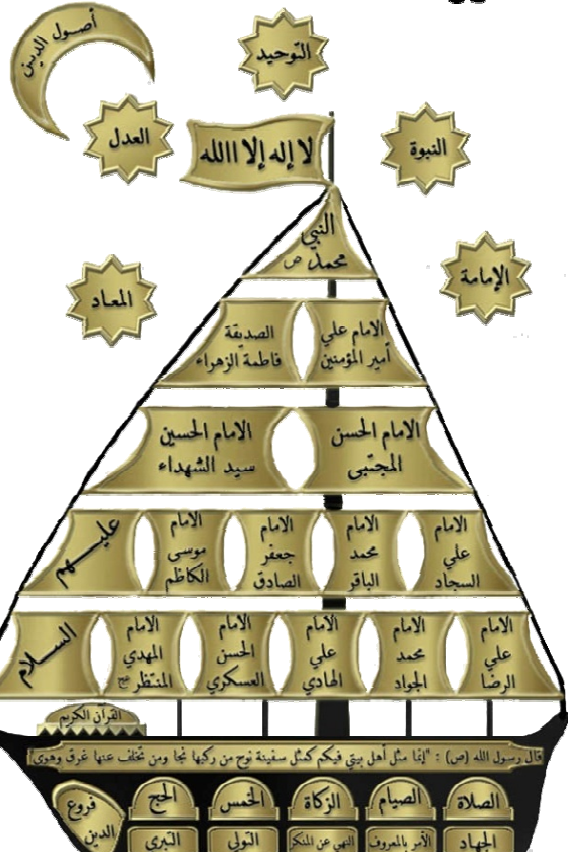 أصول الدين
التوحيد
العدل
النبوة
لا إله إلا االله
المعاد
الإمامة
النبي
محمد ص
الامام علي
أمير المؤمنين
الصديقة
فاطمة الزهراء
الامام الحسن
المجتبى
الامام الحسين
سيد الشهداء
الامام
علي
السجاد
الامام
محمد
الباقر
الامام
جعفر
الصادق
الامام
موسى
الكاظم
عليهم
الامام
علي
الرضا
الامام
محمد
الجواد
الامام
علي
الهادي
الامام
الحسن
العسكري
الامام
المهدي
المنتظر عج
السلام
القرآن الكريم
قال رسول الله (ص) : "إنما مثل أهل بيتي فيكم كمثل سفينة نوح من ركبها نجا ومن تخلف عنها غرق وهوى"
فروع
الدين
الصلاة
الصيام
الزكاة
الخمس
الحج
الجهاد
الأمر بالمعروف
النهي عن المنكر
التولى
التبرى